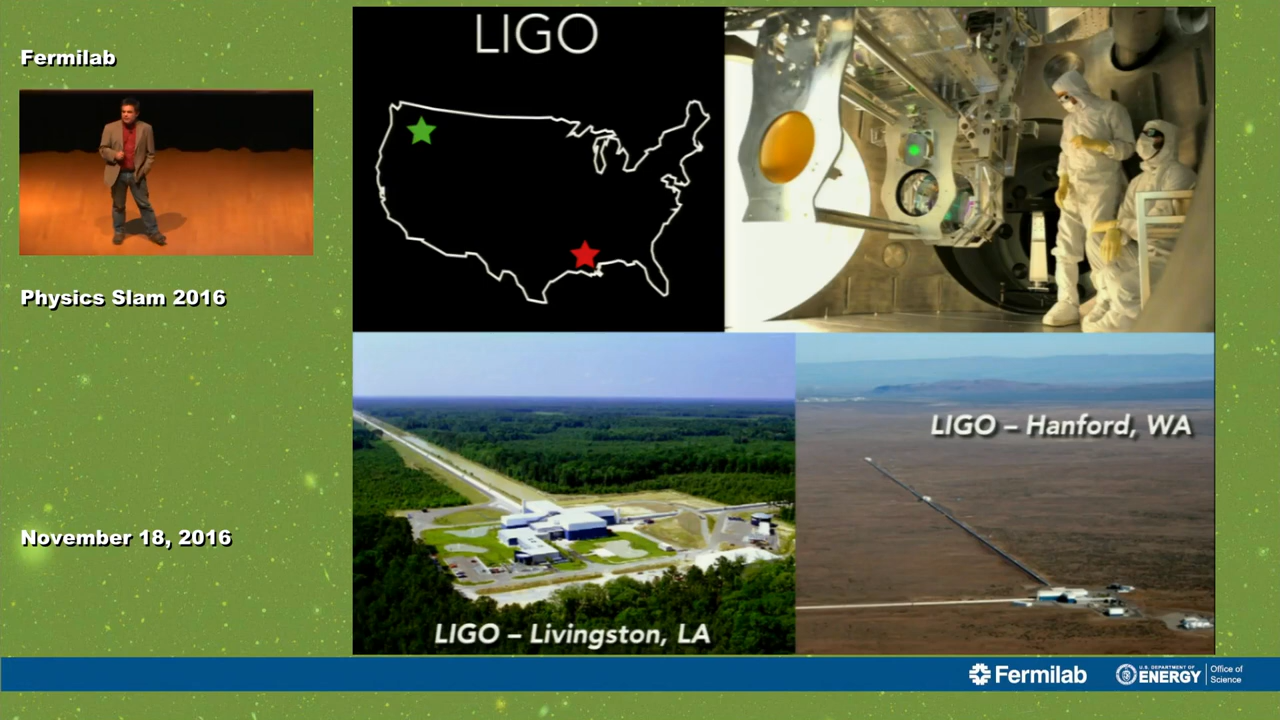 Fermilab
Physics Slam 2016
November 18, 2016
LIGO
LIGO – Livingston, LA
LIGO – Hanford, WA
Fermilab
U.S. DEPARTMENT OF
ENERGY
Office of
Science